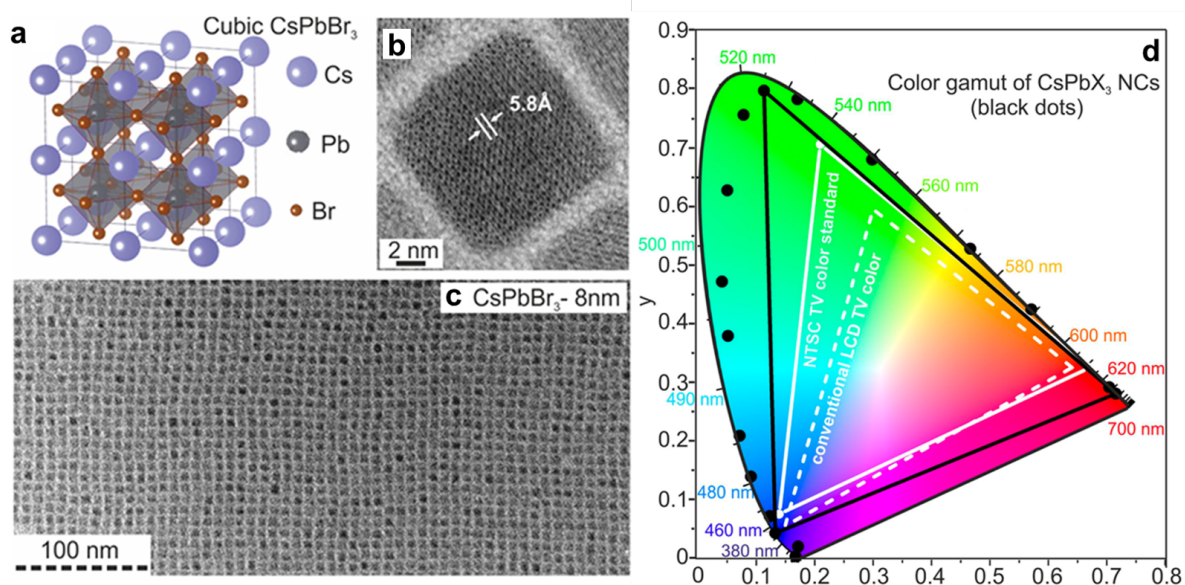 a
Cubic CsPbBr₃
Cs
Pb
Br
b
5.8Å
2 nm
c CsPbBr₃- 8nm
100 nm
d
Color gamut of CsPbX₃ NCs
(black dots)
0.9
0.8
0.7
0.6
0.5
0.4
0.3
0.2
0.1
0
y
0 0.1 0.2 0.3 0.4 0.5 0.6 0.7 0.8
520 nm
540 nm
560 nm
500 nm
580 nm
600 nm
620 nm
490 nm
700 nm
480 nm
460 nm
380 nm
NTSC TV color standard
conventional LCD TV color